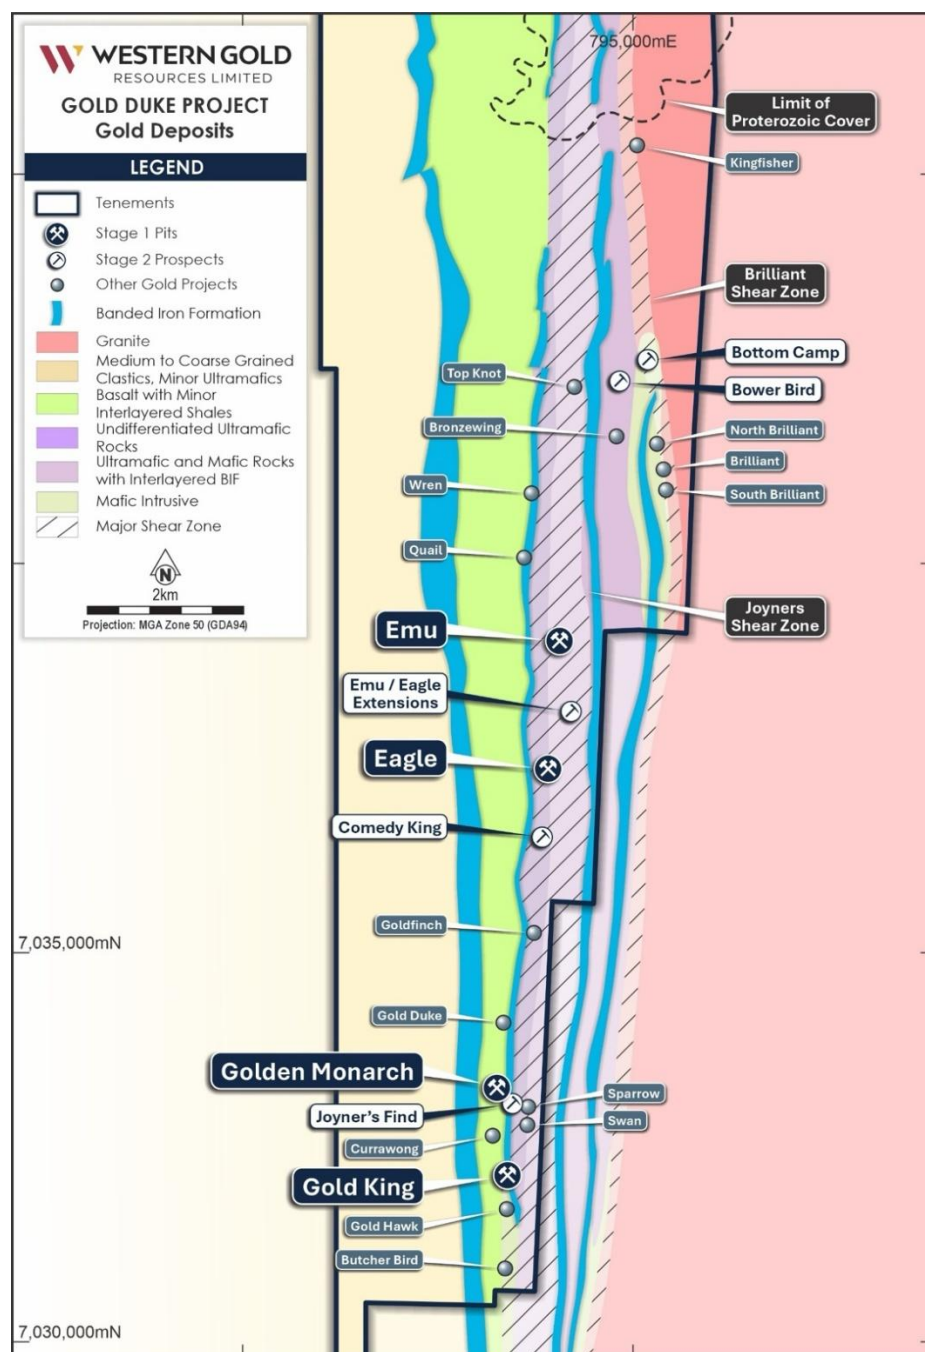 WESTERN GOLD
RESOURCES LIMITED
GOLD DUKE PROJECT
Gold Deposits
LEGEND
Tenements
Stage 1 Pits
Stage 2 Prospects
Other Gold Projects
Banded Iron Formation
Granite
Medium to Coarse Grained
Clastics, Minor Ultramafics
Basalt with Minor
Interlayered Shales
Undifferentiated Ultramafic
Rocks
Ultramafic and Mafic Rocks
with Interlayered BIF
Mafic Intrusive
Major Shear Zone
N
2km
Projection: MGA Zone 50 (GDA94)
795,000mE
Limit of
Proterozoic Cover
Kingfisher
Brilliant
Shear Zone
Bottom Camp
Top Knot
Bower Bird
Bronzewing
North Brilliant
Brilliant
Wren
South Brilliant
Quail
Joyners
Shear Zone
Emu
Emu / Eagle
Extensions
Eagle
Comedy King
Goldfinch
7,035,000mN
Gold Duke
Golden Monarch
Sparrow
Joyner's Find
Swan
Currawong
Gold King
Gold Hawk
Butcher Bird
7,030,000mN